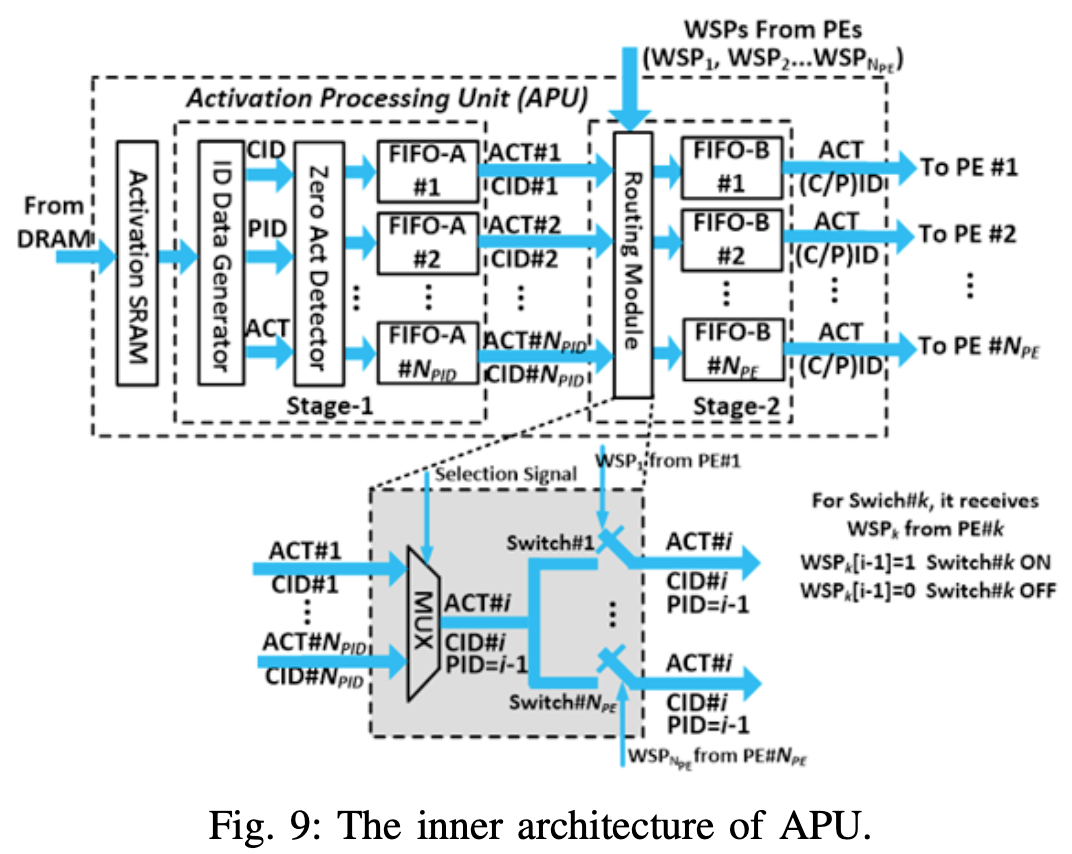 WSPs From PEs
(WSP1, WSP2...WSPNPE)
Activation Processing Unit (APU)
From
DRAM
Activation SRAM
ID Data Generator
CID
PID
ACT
Zero Act Detector
FIFO-A
#1
FIFO-A
#2
⋮
FIFO-A
#NPID
Stage-1
ACT#1
CID#1
ACT#2
CID#2
⋮
ACT#NPID
CID#NPID
Routing Module
FIFO-B
#1
FIFO-B
#2
⋮
FIFO-B
#NPE
Stage-2
ACT
(C/P)ID
ACT
(C/P)ID
⋮
ACT
(C/P)ID
To PE #1
To PE #2
⋮
To PE #NPE
Selection Signal
WSP1 from PE#1
ACT#1
CID#1
⋮
ACT#NPID
CID#NPID
MUX
ACT#i
CID#i
PID=i-1
Switch#1
⋮
Switch#NPE
ACT#i
CID#i
PID=i-1
ACT#i
CID#i
PID=i-1
WSPNPE from PE#NPE
For Swich#k, it receives
WSPk from PE#k
WSPk[i-1]=1 Switch#k ON
WSPk[i-1]=0 Switch#k OFF
Fig. 9: The inner architecture of APU.